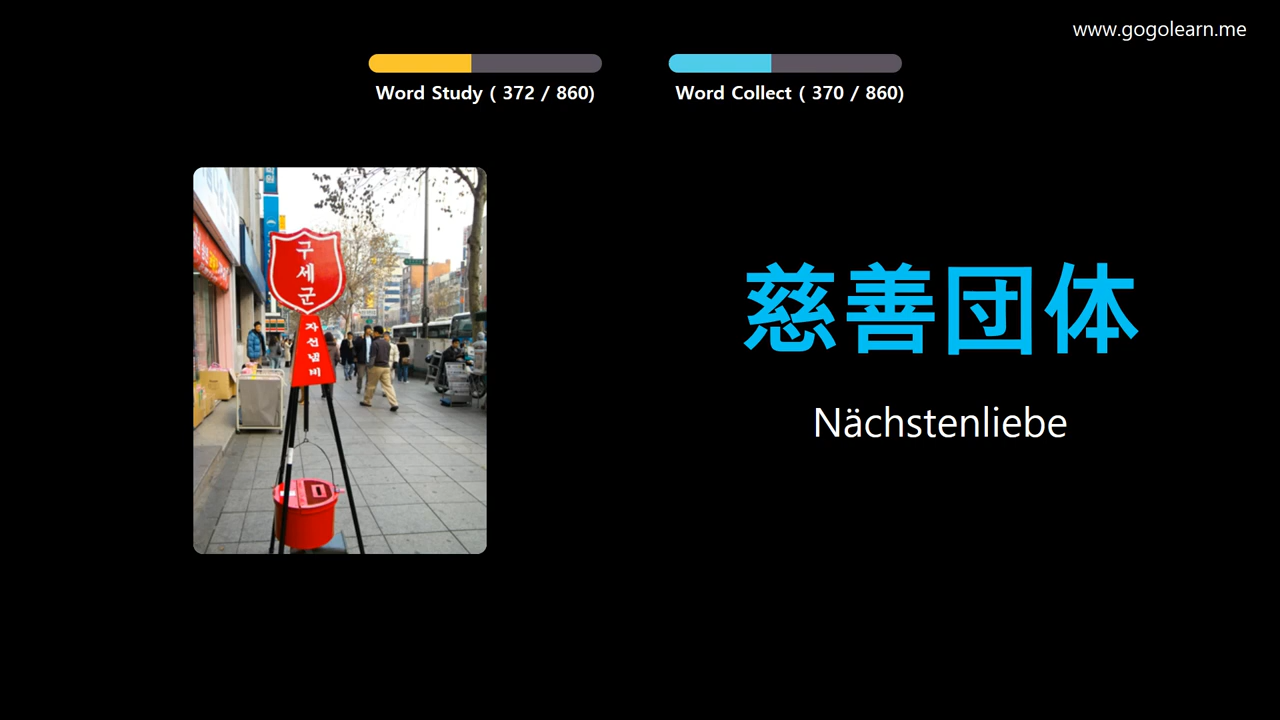 www.gogolearn.me
Word Study ( 372 / 860)
Word Collect ( 370 / 860)
구세군
자선냄비
慈善団体
Nächstenliebe